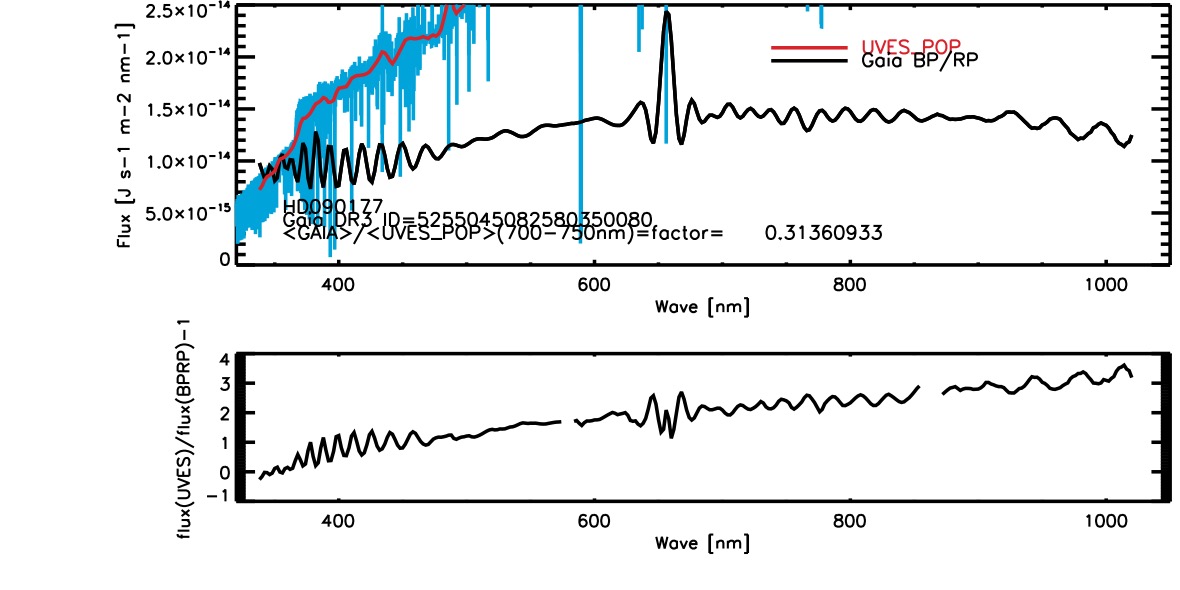 2.5×10⁻¹⁴
2.0×10⁻¹⁴
1.5×10⁻¹⁴
1.0×10⁻¹⁴
5.0×10⁻¹⁵
0
Flux [J s-1 m-2 nm-1]
UVES_POP
Gaia BP/RP
HD090177
Gaia DR3 ID=5255045082580350080
<GAIA>/<UVES_POP>(700-750nm)=factor= 0.31360933
400 600 800 1000
Wave [nm]
flux(UVES)/flux(BPRP)-1
4
3
2
1
0
-1
400 600 800 1000
Wave [nm]